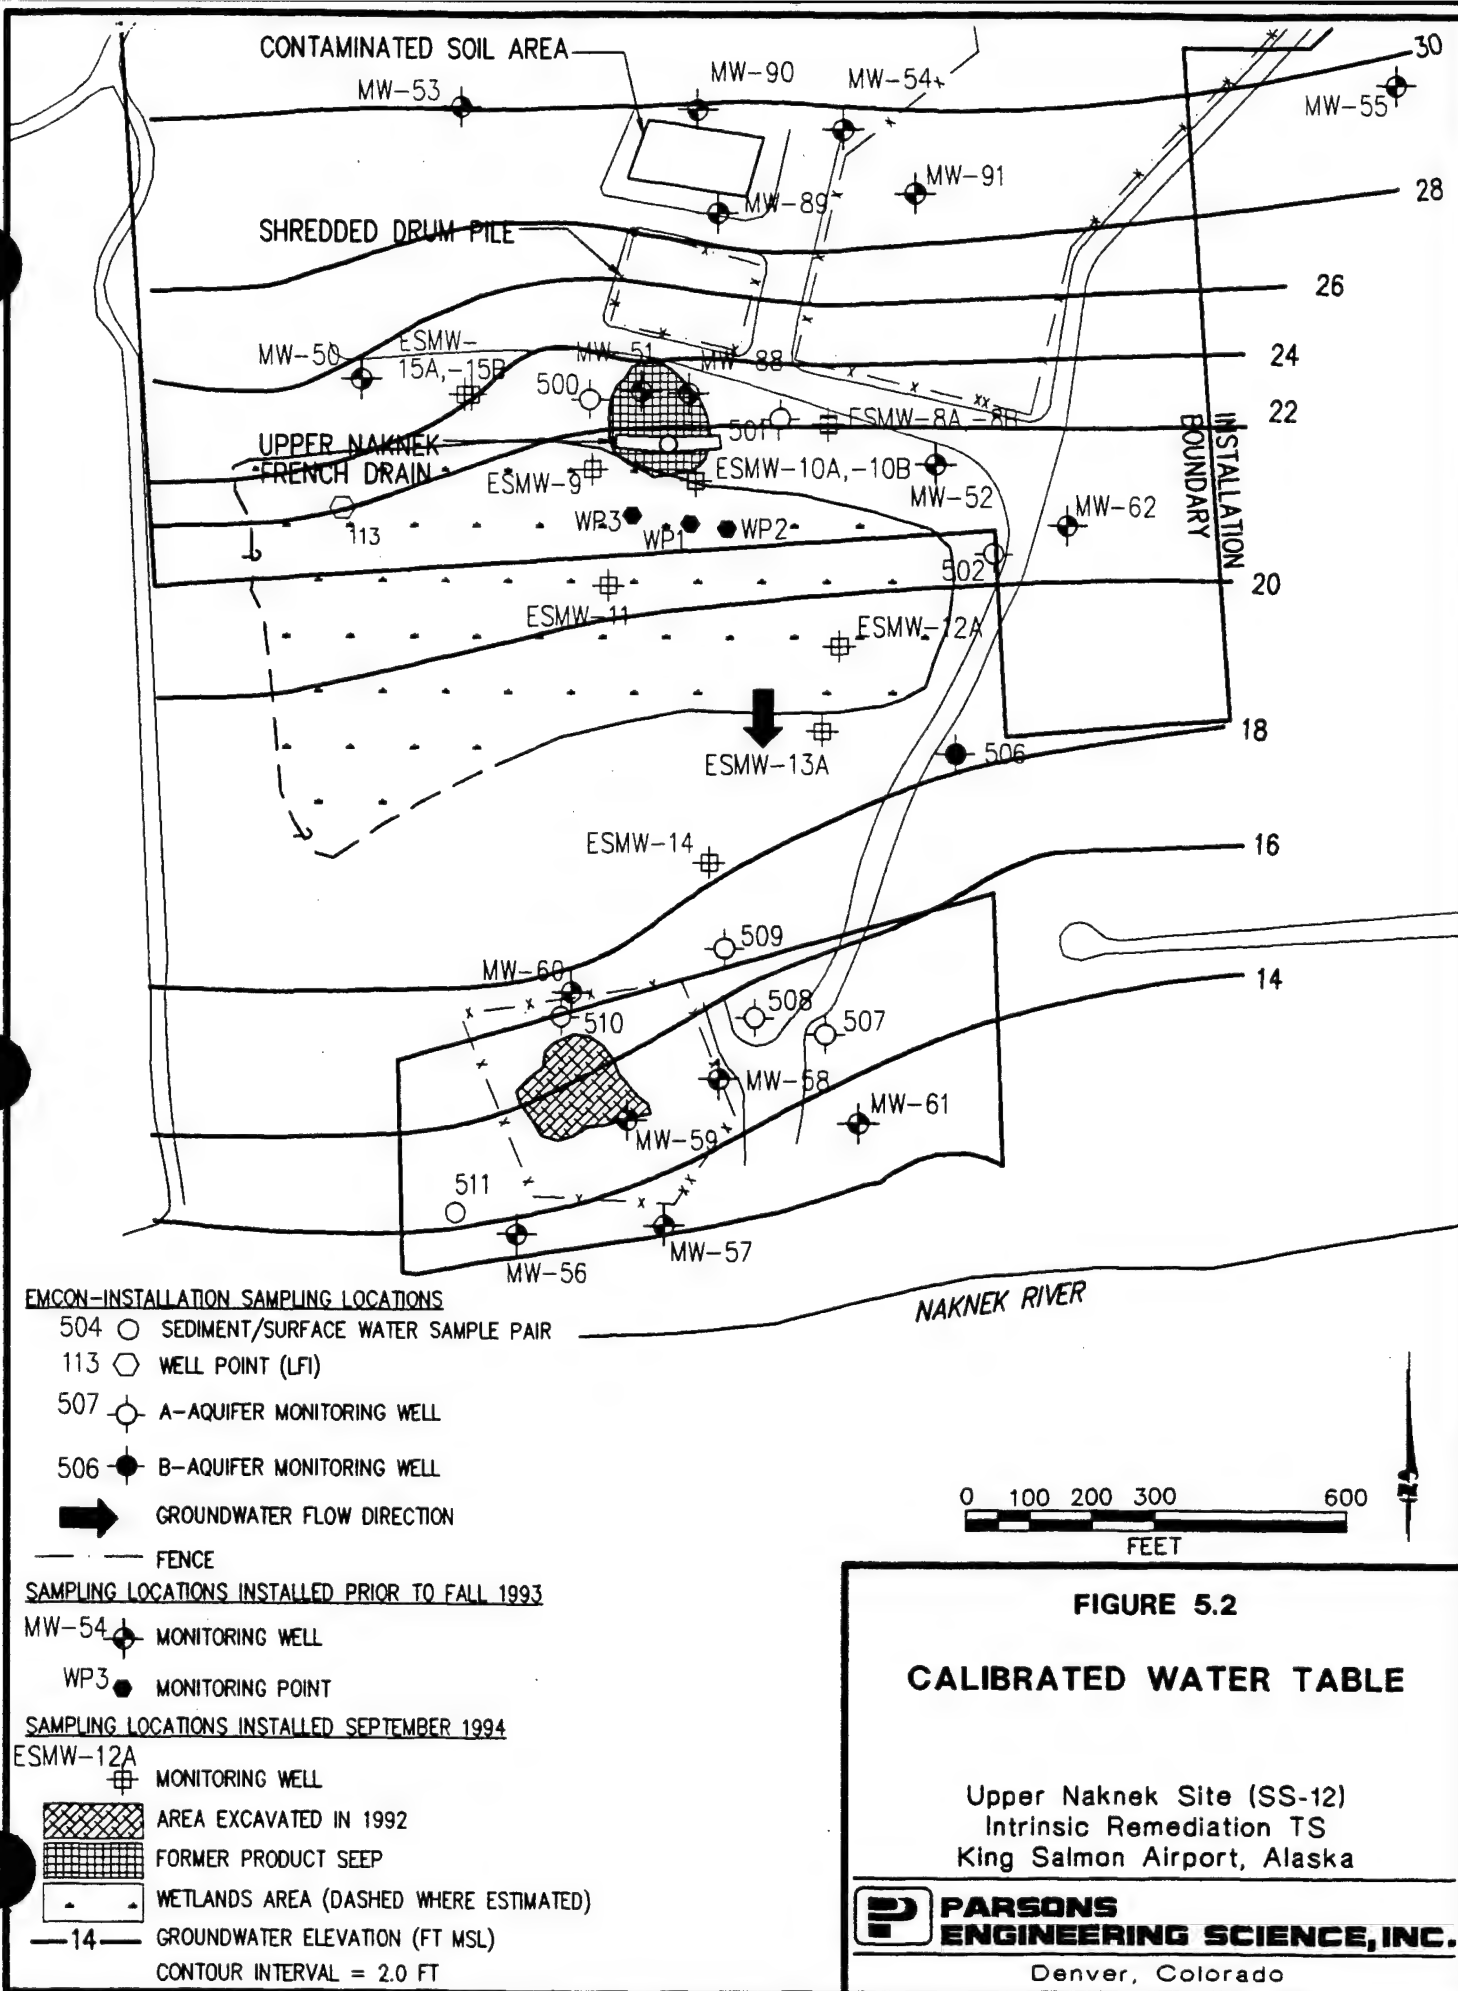 CONTAMINATED SOIL AREA
30
MW-90
MW-54
MW-53
MW-55
MW-91
28
MW-89
SHREDDED DRUM PILE
26
MW-50
ESMW-
15A,-15B
MW-51
MW-88
24
500
22
501
ESMW-8A,-8B
INSTALLATION
BOUNDARY
UPPER NAKNEK
FRENCH DRAIN
ESMW-9
ESMW-10A,-10B
MW-52
MW-62
113
WP3
WP1
WP2
502
20
ESMW-11
ESMW-12A
18
506
ESMW-13A
ESMW-14
16
509
MW-60
14
508
510
507
MW-58
MW-61
MW-59
511
MW-57
MW-56
NAKNEK RIVER
EMCON-INSTALLATION SAMPLING LOCATIONS
504 SEDIMENT/SURFACE WATER SAMPLE PAIR
113 WELL POINT (LFI)
507 A-AQUIFER MONITORING WELL
506 B-AQUIFER MONITORING WELL
GROUNDWATER FLOW DIRECTION
FENCE
SAMPLING LOCATIONS INSTALLED PRIOR TO FALL 1993
MW-54 MONITORING WELL
WP3 MONITORING POINT
SAMPLING LOCATIONS INSTALLED SEPTEMBER 1994
ESMW-12A
MONITORING WELL
AREA EXCAVATED IN 1992
FORMER PRODUCT SEEP
WETLANDS AREA (DASHED WHERE ESTIMATED)
14 GROUNDWATER ELEVATION (FT MSL)
CONTOUR INTERVAL = 2.0 FT
0 100 200 300 600
FEET
FIGURE 5.2
CALIBRATED WATER TABLE
Upper Naknek Site (SS-12)
Intrinsic Remediation TS
King Salmon Airport, Alaska
PARSONS
ENGINEERING SCIENCE, INC.
Denver, Colorado